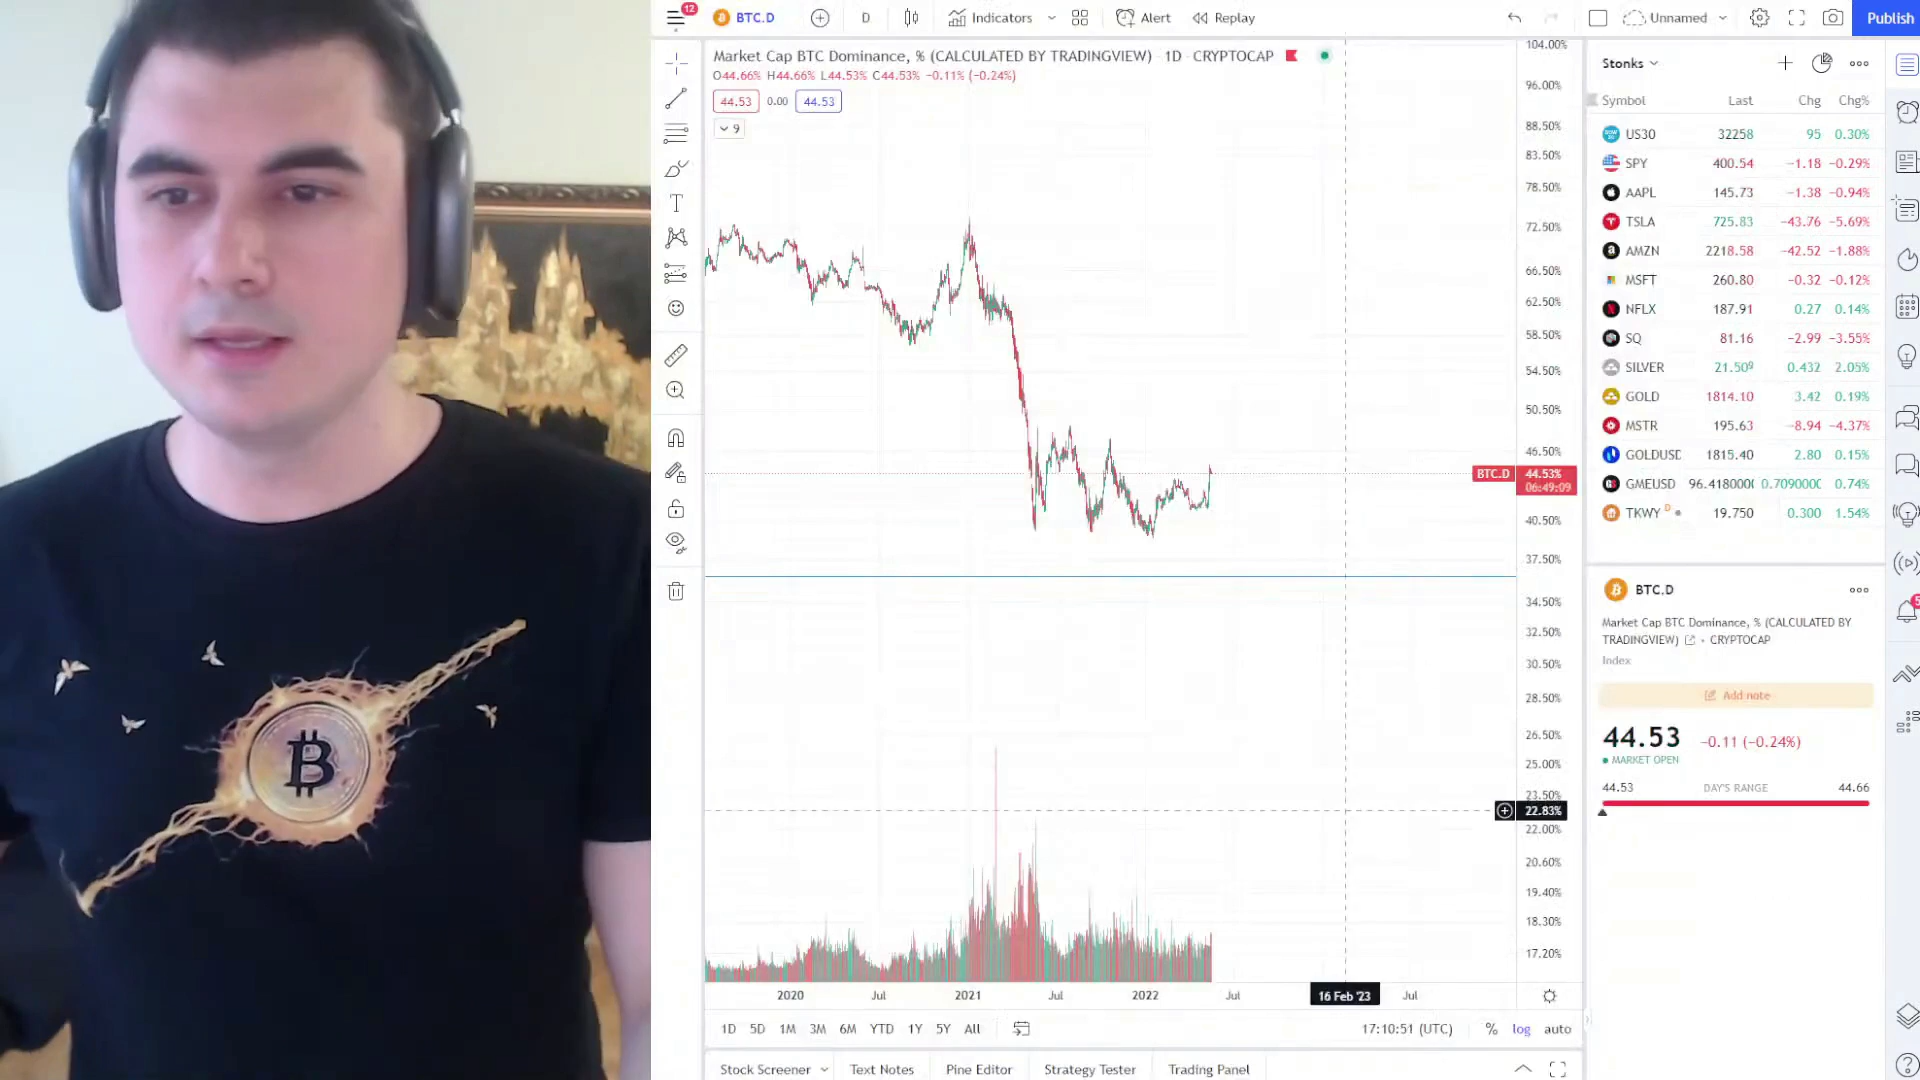 12
BTC.D
D
Indicators
Alert
Replay
Unnamed
Publish
Market Cap BTC Dominance, % (CALCULATED BY TRADINGVIEW) 1D CRYPTOCAP
O44.66% H44.66% L44.53% C44.53% −0.11% (−0.24%)
44.53 0.00 44.53
9
104.00%
96.00%
88.50%
83.50%
78.50%
72.50%
66.50%
62.50%
58.50%
54.50%
50.50%
46.50%
BTC.D 44.53%
06:49:09
40.50%
37.50%
34.50%
32.50%
30.50%
28.50%
26.50%
25.00%
23.50%
22.83%
22.00%
20.60%
19.40%
18.30%
17.20%
2020 Jul 2021 Jul 2022 Jul 16 Feb '23 Jul
1D 5D 1M 3M 6M YTD 1Y 5Y All
17:10:51 (UTC) % log auto
Stock Screener Text Notes Pine Editor Strategy Tester Trading Panel
Stonks
Symbol Last Chg Chg%
US30 32258 95 0.30%
SPY 400.54 −1.18 −0.29%
AAPL 145.73 −1.38 −0.94%
TSLA 725.83 −43.76 −5.69%
AMZN 2218.58 −42.52 −1.88%
MSFT 260.80 −0.32 −0.12%
NFLX 187.91 0.27 0.14%
SQ 81.16 −2.99 −3.55%
SILVER 21.50⁹ 0.432 2.05%
GOLD 1814.10 3.42 0.19%
MSTR 195.63 −8.94 −4.37%
GOLDUSD 1815.40 2.80 0.15%
GMEUSD 96.418000 0.709000 0.74%
TKWY D 19.750 0.300 1.54%
BTC.D
Market Cap BTC Dominance, % (CALCULATED BY
TRADINGVIEW) • CRYPTOCAP
Index
Add note
44.53 −0.11 (−0.24%)
MARKET OPEN
44.53 DAY'S RANGE 44.66
B